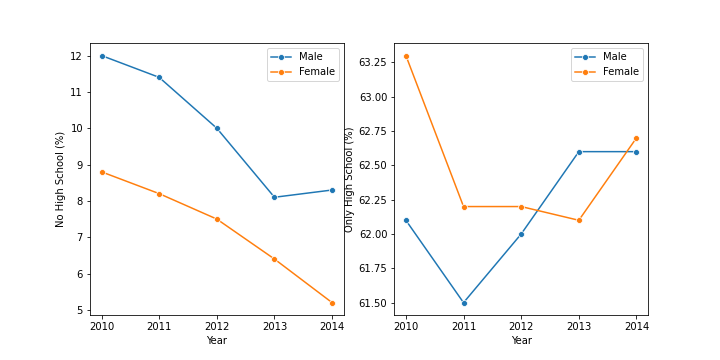 No High School (%)
12
11
10
9
8
7
6
5
2010 2011 2012 2013 2014
Year
Male
Female
Only High School (%)
63.25
63.00
62.75
62.50
62.25
62.00
61.75
61.50
2010 2011 2012 2013 2014
Year
Male
Female